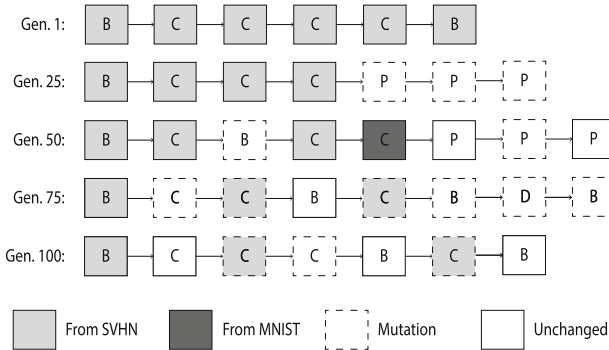 Gen. 1: B C C C C B
Gen. 25: B C C C P P P
Gen. 50: B C B C C P P P
Gen. 75: B C C B C B D B
Gen. 100: B C C C B C B
From SVHN From MNIST Mutation Unchanged